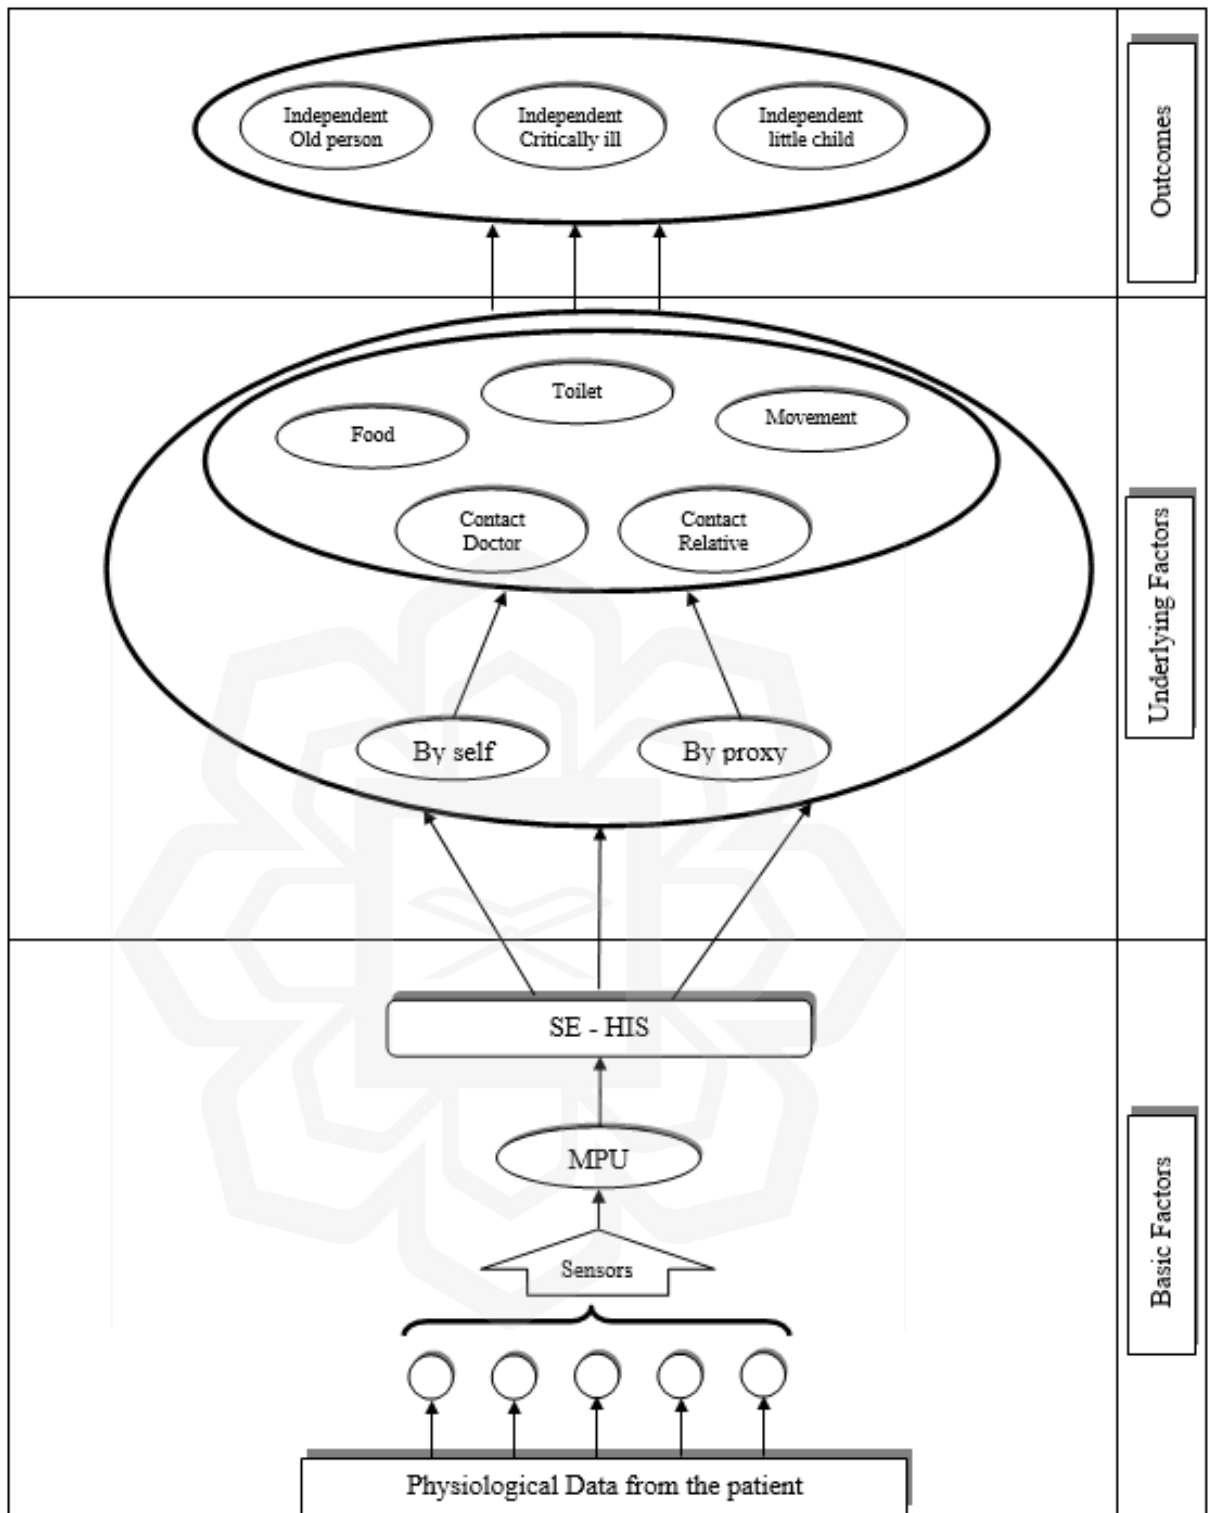 Independent
Old person
Independent
Critically ill
Independent
little child
Outcomes
Toilet
Food
Movement
Contact
Doctor
Contact
Relative
By self
By proxy
Underlying Factors
SE - HIS
MPU
Sensors
Physiological Data from the patient
Basic Factors